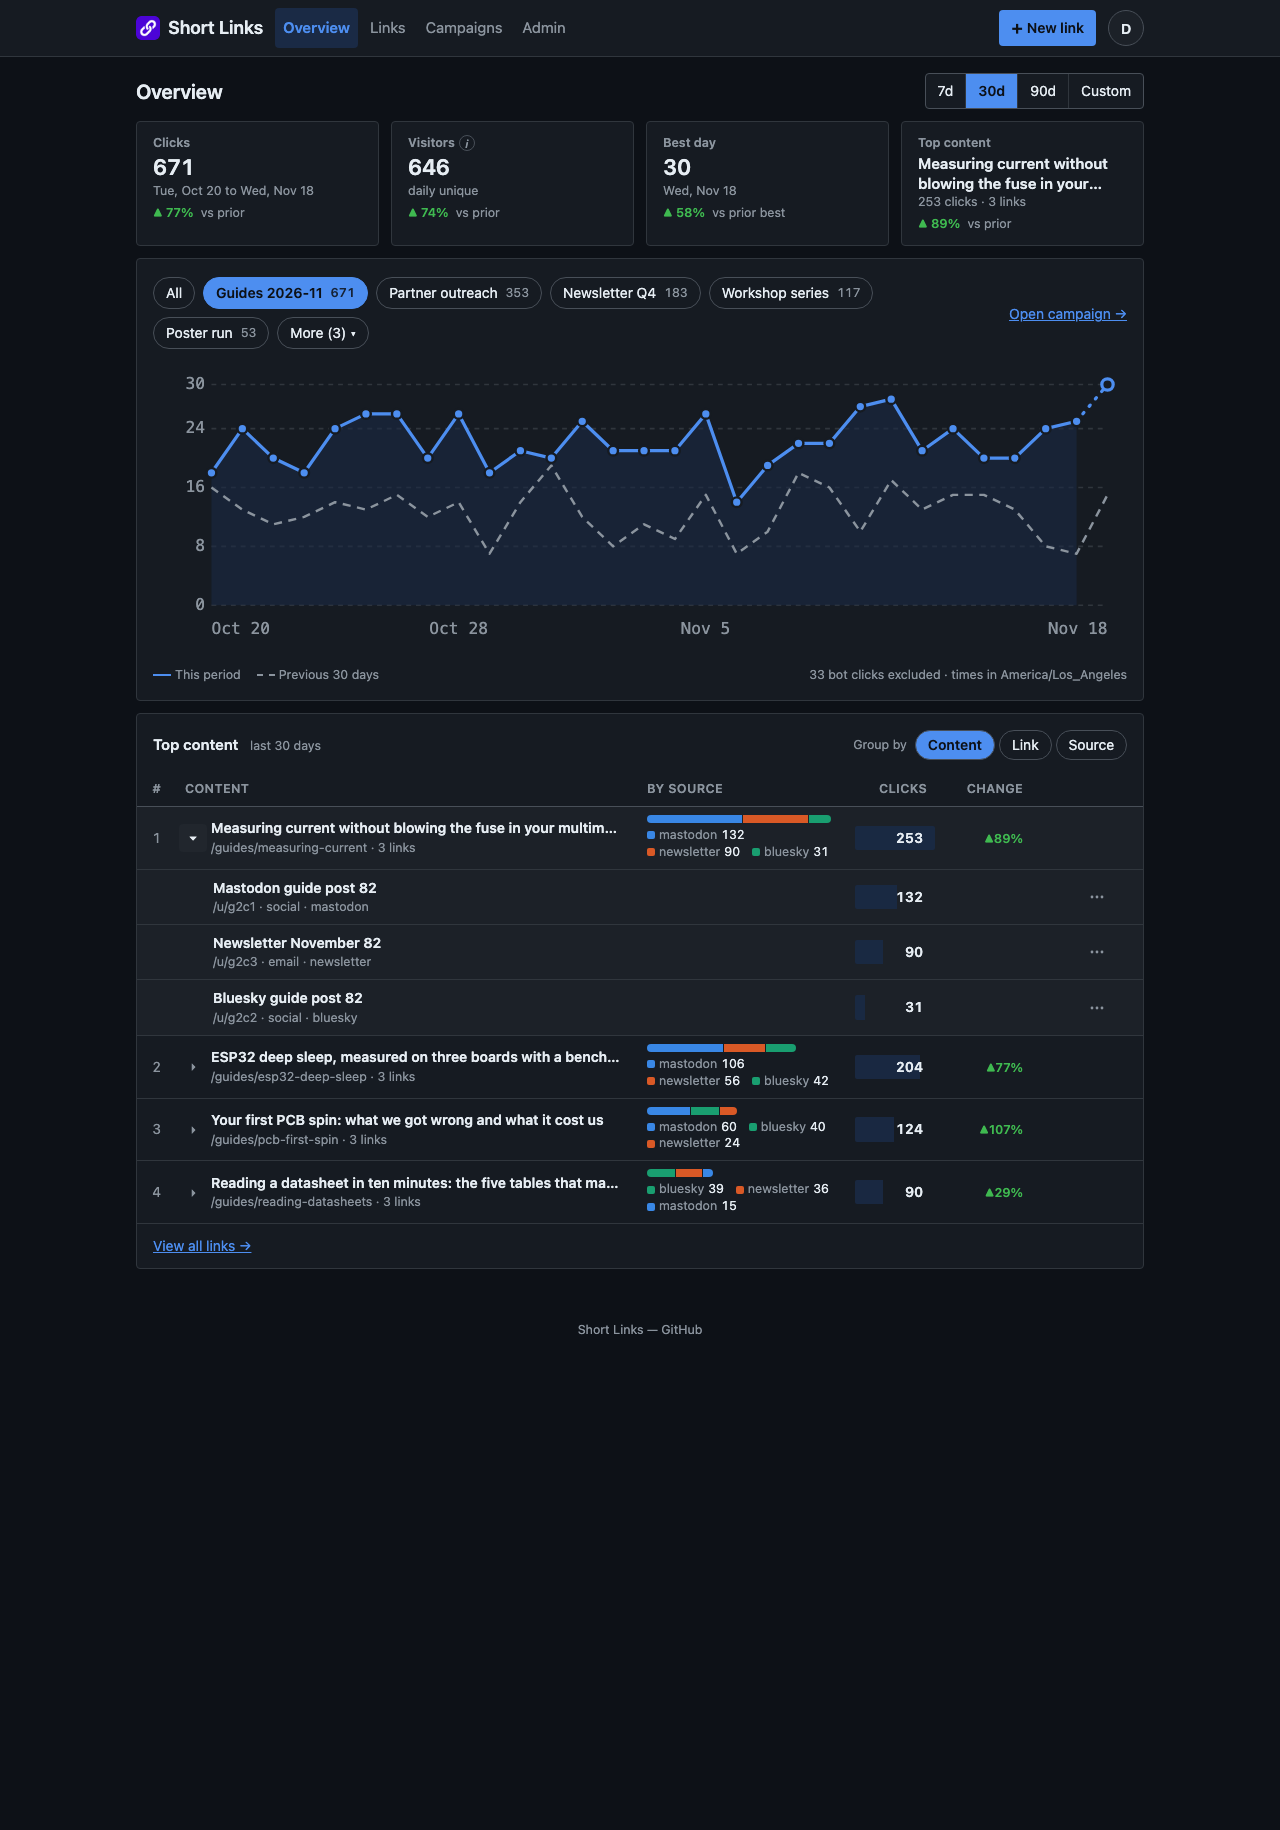 Short Links
Overview
Links
Campaigns
Admin
+ New link
D
Overview
7d
30d
90d
Custom
Clicks
671
Tue, Oct 20 to Wed, Nov 18
▲ 77% vs prior
Visitors i
646
daily unique
▲ 74% vs prior
Best day
30
Wed, Nov 18
▲ 58% vs prior best
Top content
Measuring current without
blowing the fuse in your...
253 clicks · 3 links
▲ 89% vs prior
All
Guides 2026-11 671
Partner outreach 353
Newsletter Q4 183
Workshop series 117
Poster run 53
More (3) ▾
Open campaign →
30
24
16
8
0
Oct 20
Oct 28
Nov 5
Nov 18
This period
Previous 30 days
33 bot clicks excluded · times in America/Los_Angeles
Top content last 30 days
Group by
Content
Link
Source
# CONTENT BY SOURCE CLICKS CHANGE
1
Measuring current without blowing the fuse in your multim...
/guides/measuring-current · 3 links
mastodon 132
newsletter 90 bluesky 31
253
▲89%
Mastodon guide post 82
/u/g2c1 · social · mastodon
132
···
Newsletter November 82
/u/g2c3 · email · newsletter
90
···
Bluesky guide post 82
/u/g2c2 · social · bluesky
31
···
2
ESP32 deep sleep, measured on three boards with a bench...
/guides/esp32-deep-sleep · 3 links
mastodon 106
newsletter 56 bluesky 42
204
▲77%
3
Your first PCB spin: what we got wrong and what it cost us
/guides/pcb-first-spin · 3 links
mastodon 60 bluesky 40
newsletter 24
124
▲107%
4
Reading a datasheet in ten minutes: the five tables that ma...
/guides/reading-datasheets · 3 links
bluesky 39 newsletter 36
mastodon 15
90
▲29%
View all links →
Short Links — GitHub